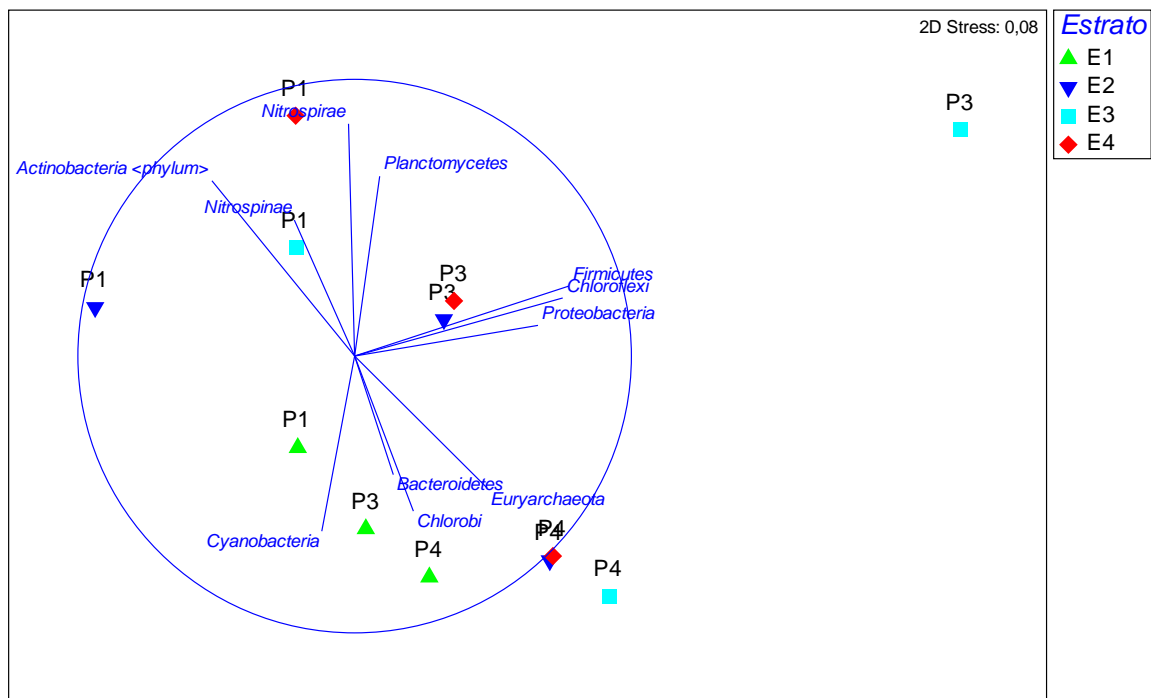 2D Stress: 0,08
Estrato
E1
E2
E3
E4
P1
Nitrospirae
P3
Planctomycetes
Actinobacteria <phylum>
Nitrospinae
P1
P1
P3
P3
Firmicutes
Chloroflexi
Proteobacteria
P1
Bacteroidetes
P3
Euryarchaeota
Chlorobi
Cyanobacteria
P4
P4
P4
P4